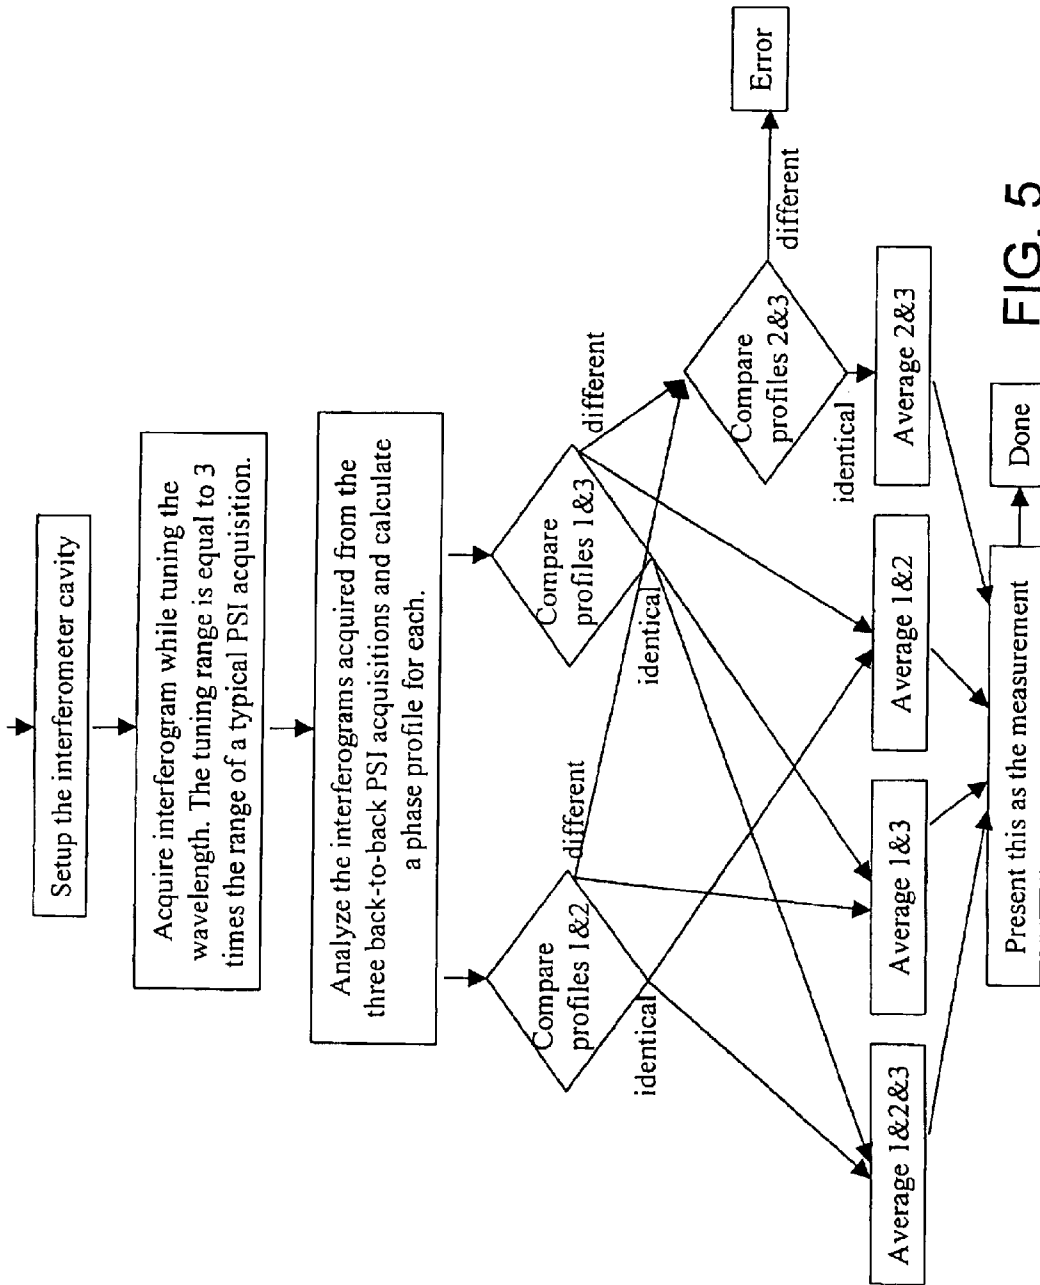 Setup the interferometer cavity
Acquire interferogram while tuning the
wavelength. The tuning range is equal to 3
times the range of a typical PSI acquisition.
Analyze the interferograms acquired from the
three back-to-back PSI acquisitions and calculate
a phase profile for each.
Compare
profiles 1&2
different
identical
Compare
profiles 1&3
different
identical
Compare
profiles 2&3
different
identical
Error
Average 1&2&3
Average 1&3
Average 1&2
Average 2&3
Present this as the measurement
Done
FIG. 5